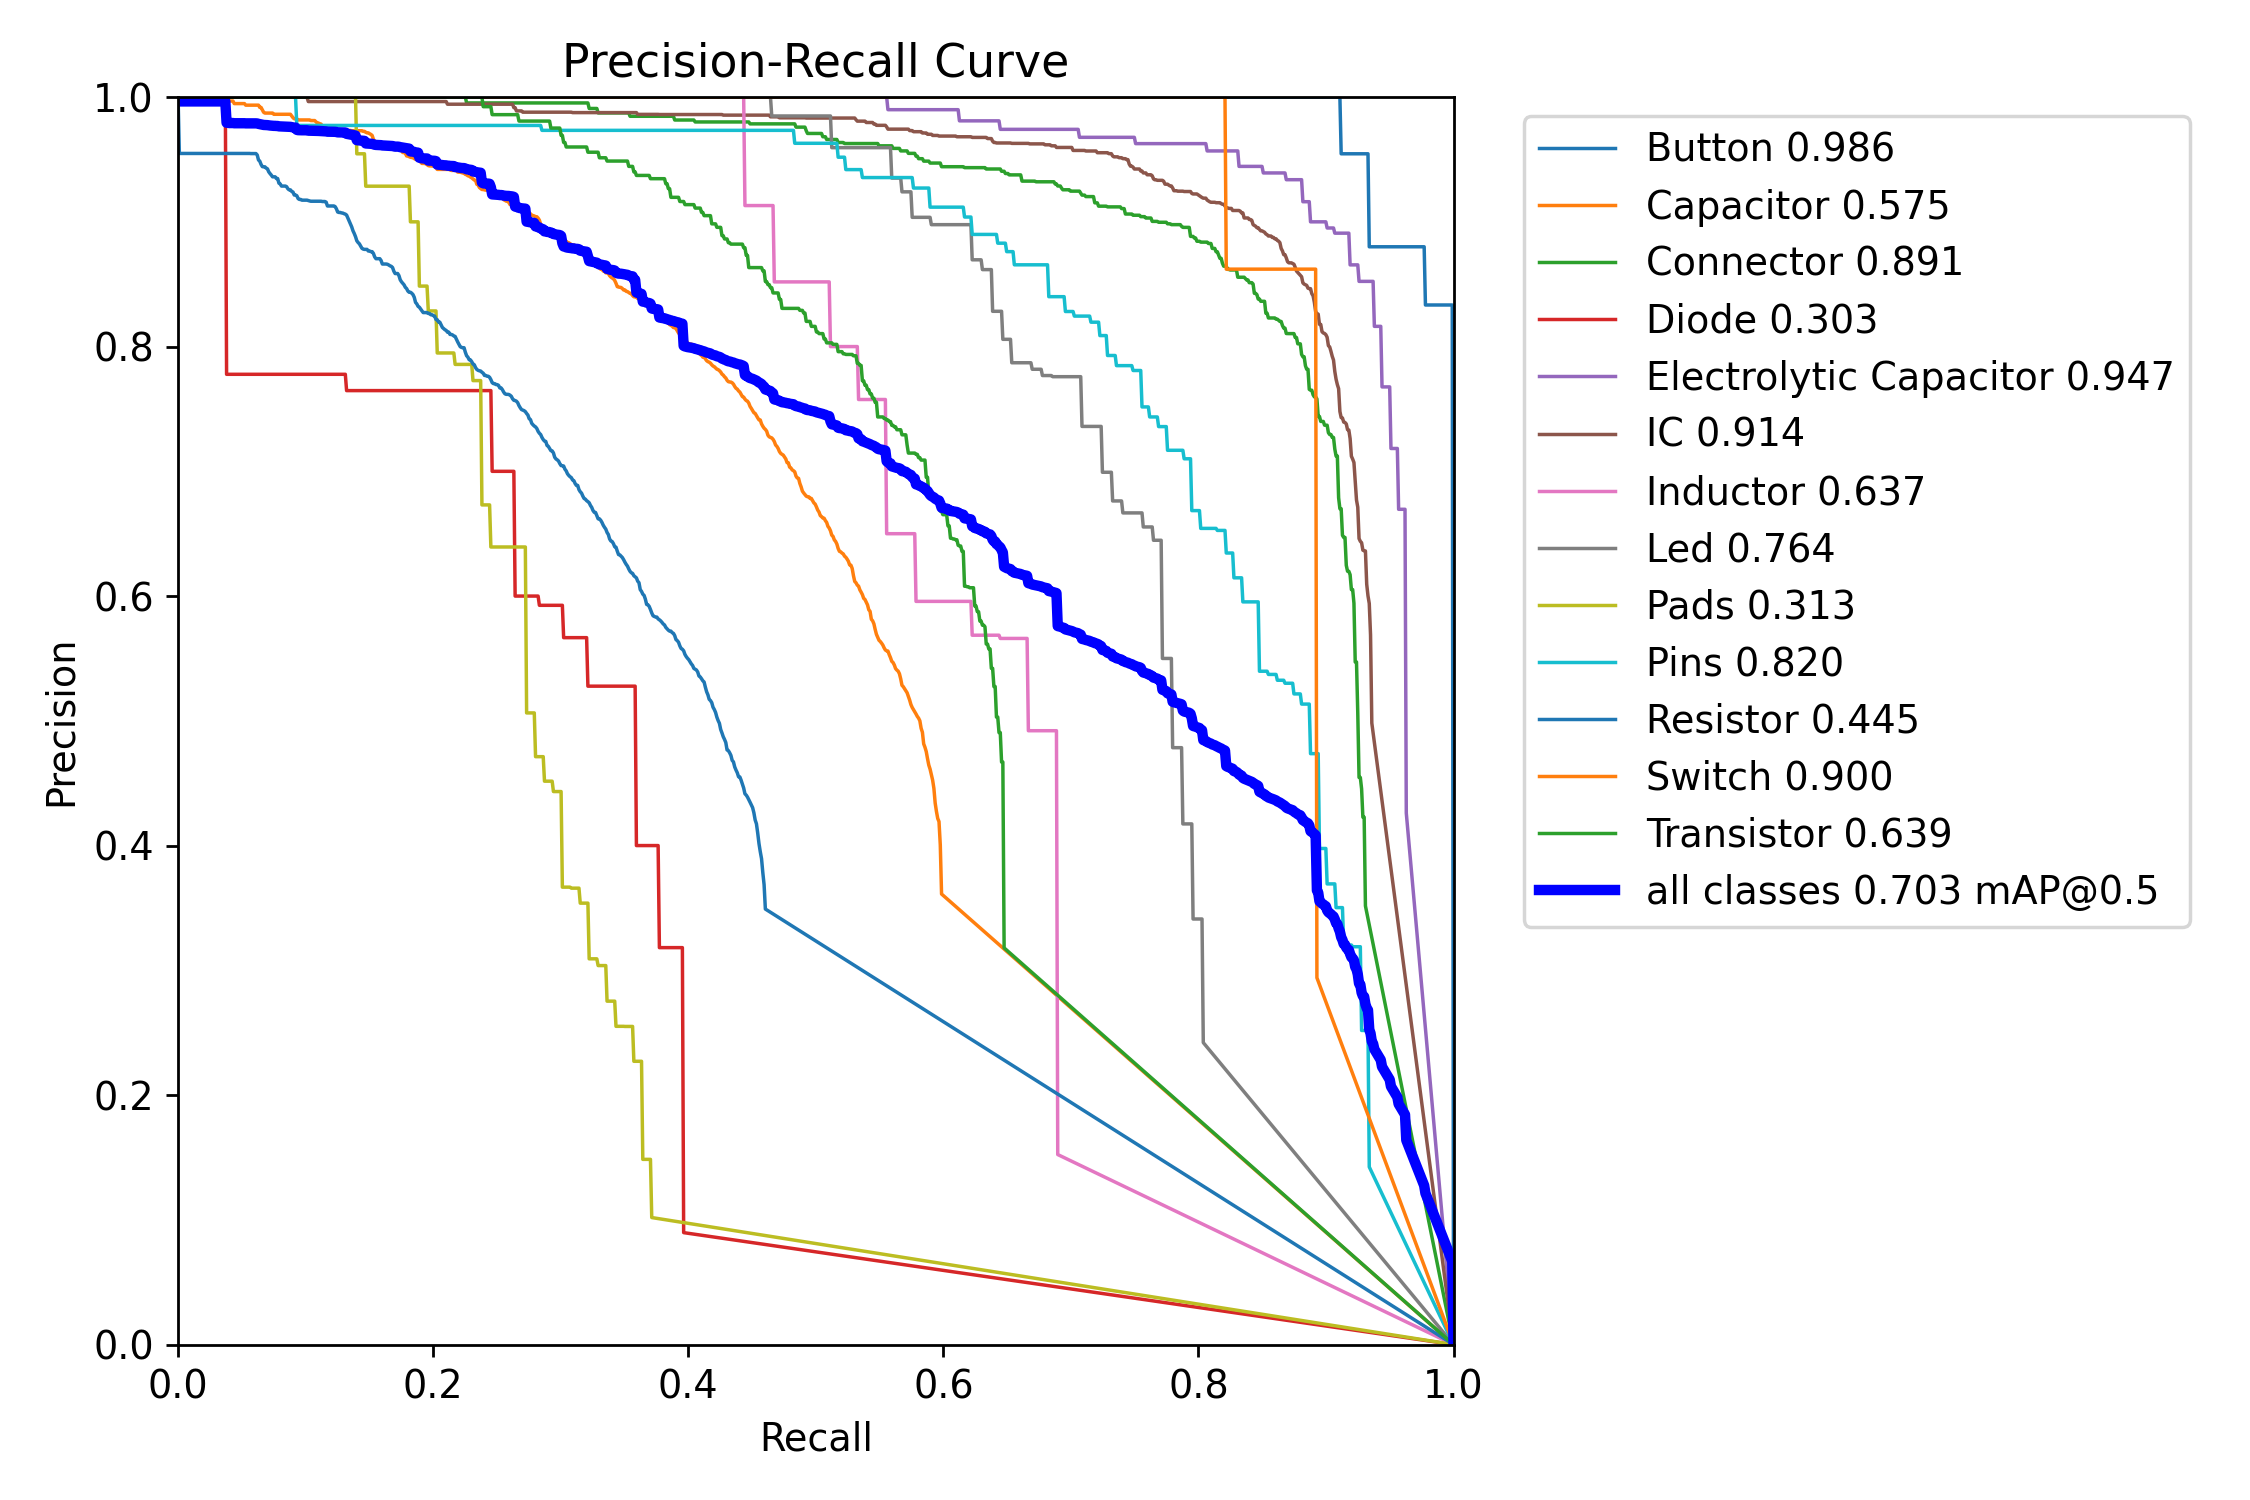 Precision-Recall Curve
1.0
0.8
0.6
0.4
0.2
0.0
Precision
0.0 0.2 0.4 0.6 0.8 1.0
Recall
Button 0.986
Capacitor 0.575
Connector 0.891
Diode 0.303
Electrolytic Capacitor 0.947
IC 0.914
Inductor 0.637
Led 0.764
Pads 0.313
Pins 0.820
Resistor 0.445
Switch 0.900
Transistor 0.639
all classes 0.703 mAP@0.5